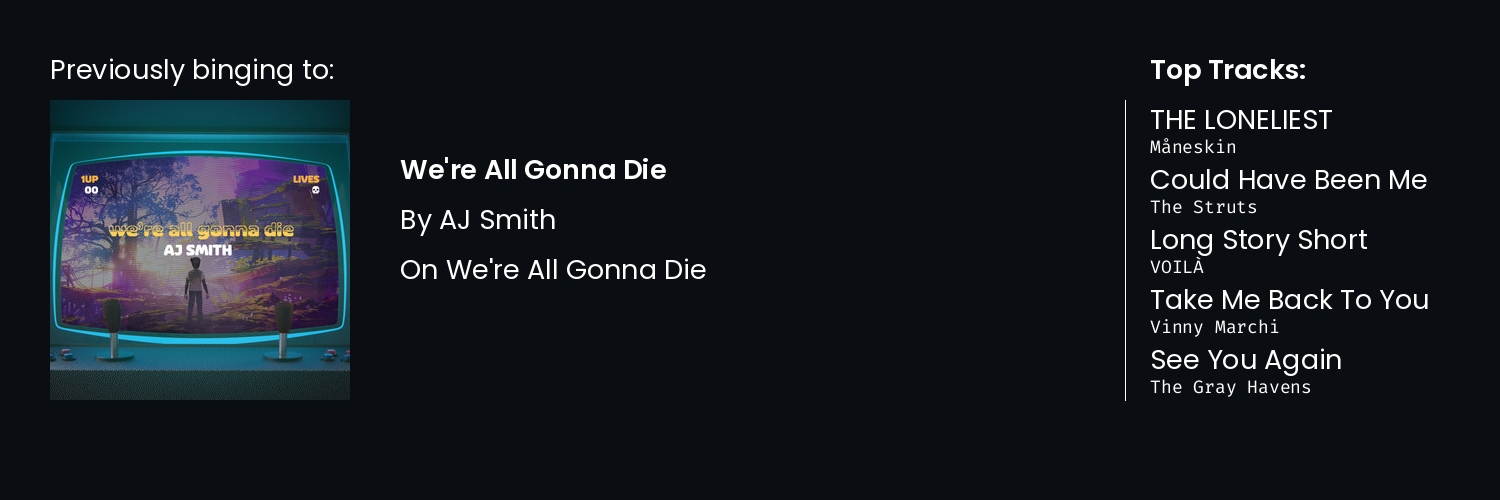 Previously binging to:
1UP
00
LIVES
we're all gonna die
AJ SMITH
We're All Gonna Die
By AJ Smith
On We're All Gonna Die
Top Tracks:
THE LONELIEST
Måneskin
Could Have Been Me
The Struts
Long Story Short
VOILÀ
Take Me Back To You
Vinny Marchi
See You Again
The Gray Havens